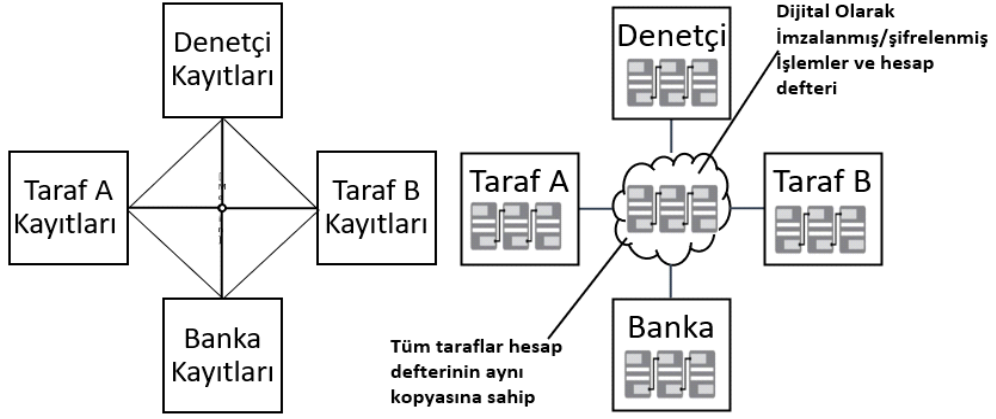 Denetçi
Kayıtları
Taraf A
Kayıtları
Taraf B
Kayıtları
Banka
Kayıtları
Dijital Olarak
İmzalanmış/şifrelenmiş
İşlemler ve hesap
defteri
Denetçi
Taraf A
Taraf B
Banka
Tüm taraflar hesap
defterinin aynı
kopyasına sahip